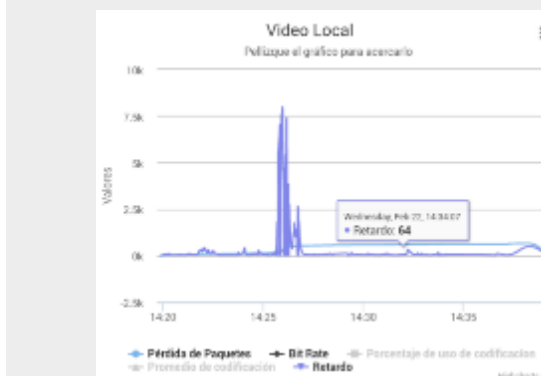 Video Local
Pellizque el gráfico para acercarlo
10k
7.5k
5k
2.5k
0k
-2.5k
Valores
Wednesday, Feb 22, 14:34:07
Retardo: 64
14:20
14:25
14:30
14:35
Pérdida de Paquetes
Bit Rate
Porcentaje de uso de codificacion
Promedio de codificación
Retardo